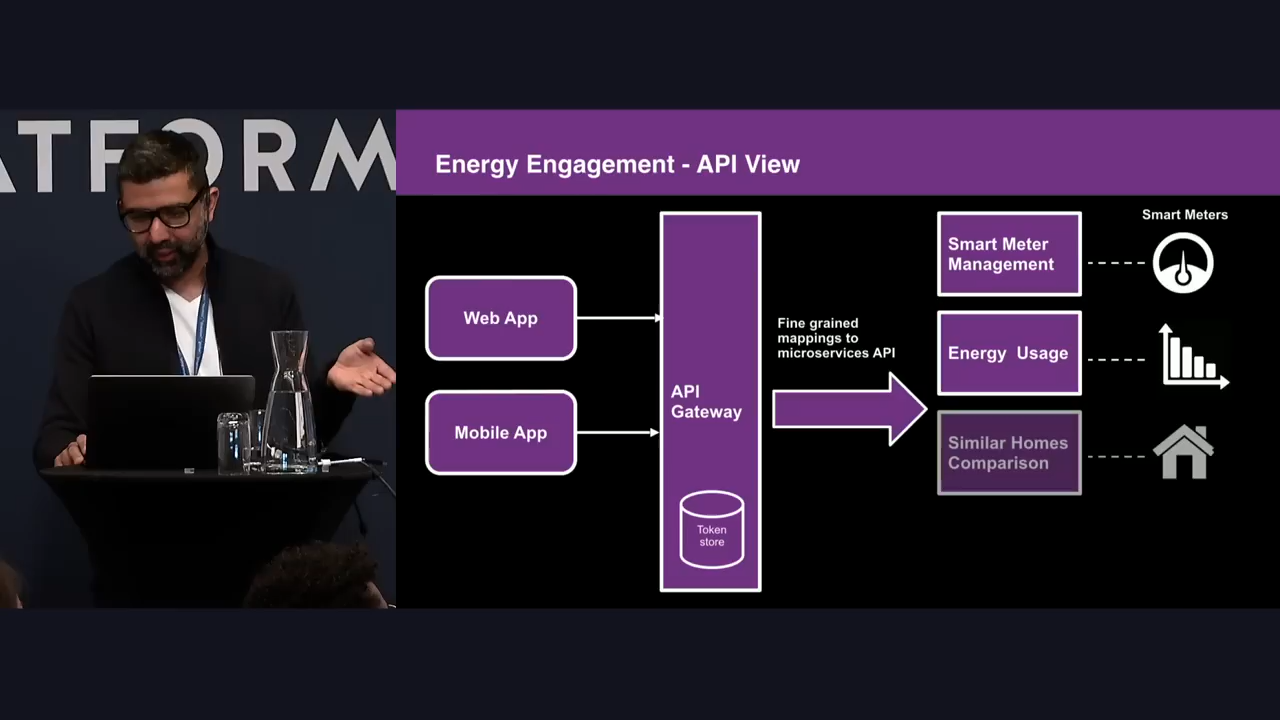 ATFORM
Energy Engagement - API View
Smart Meters
Smart Meter
Management
Web App
Fine grained
mappings to
microservices API
Energy Usage
API
Gateway
Mobile App
Similar Homes
Comparison
Token
store